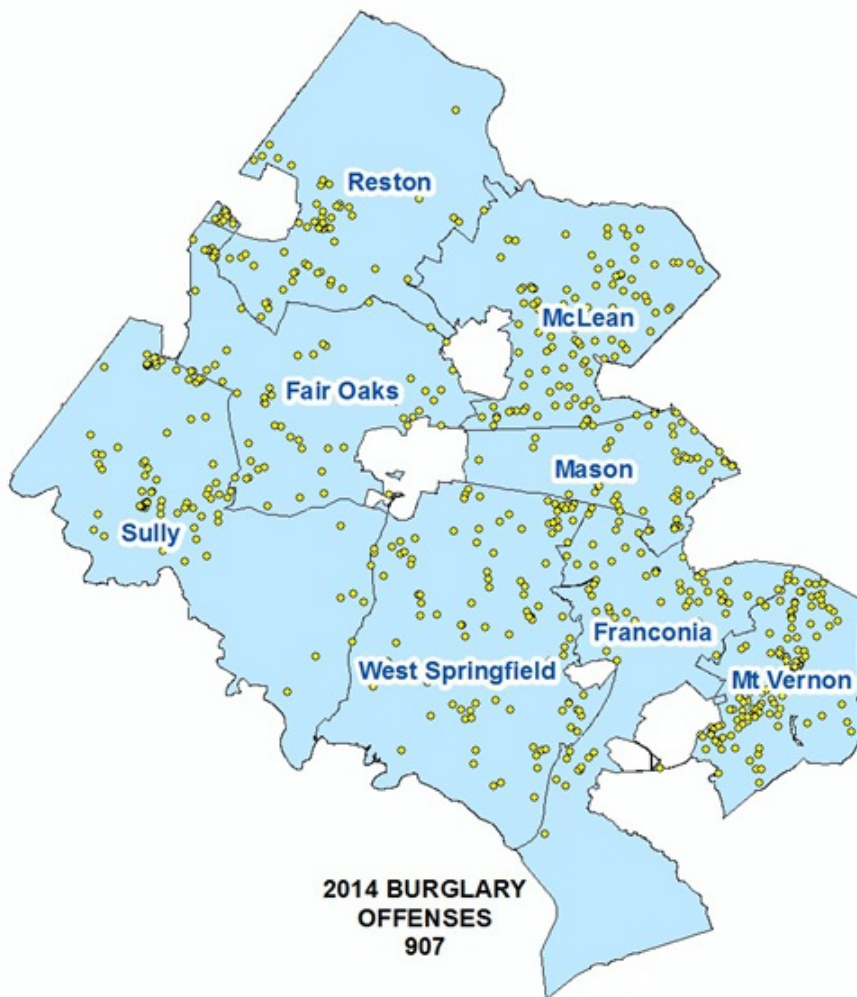 Reston
McLean
Fair Oaks
Mason
Sully
Franconia
West Springfield
Mt Vernon
2014 BURGLARY
OFFENSES
907